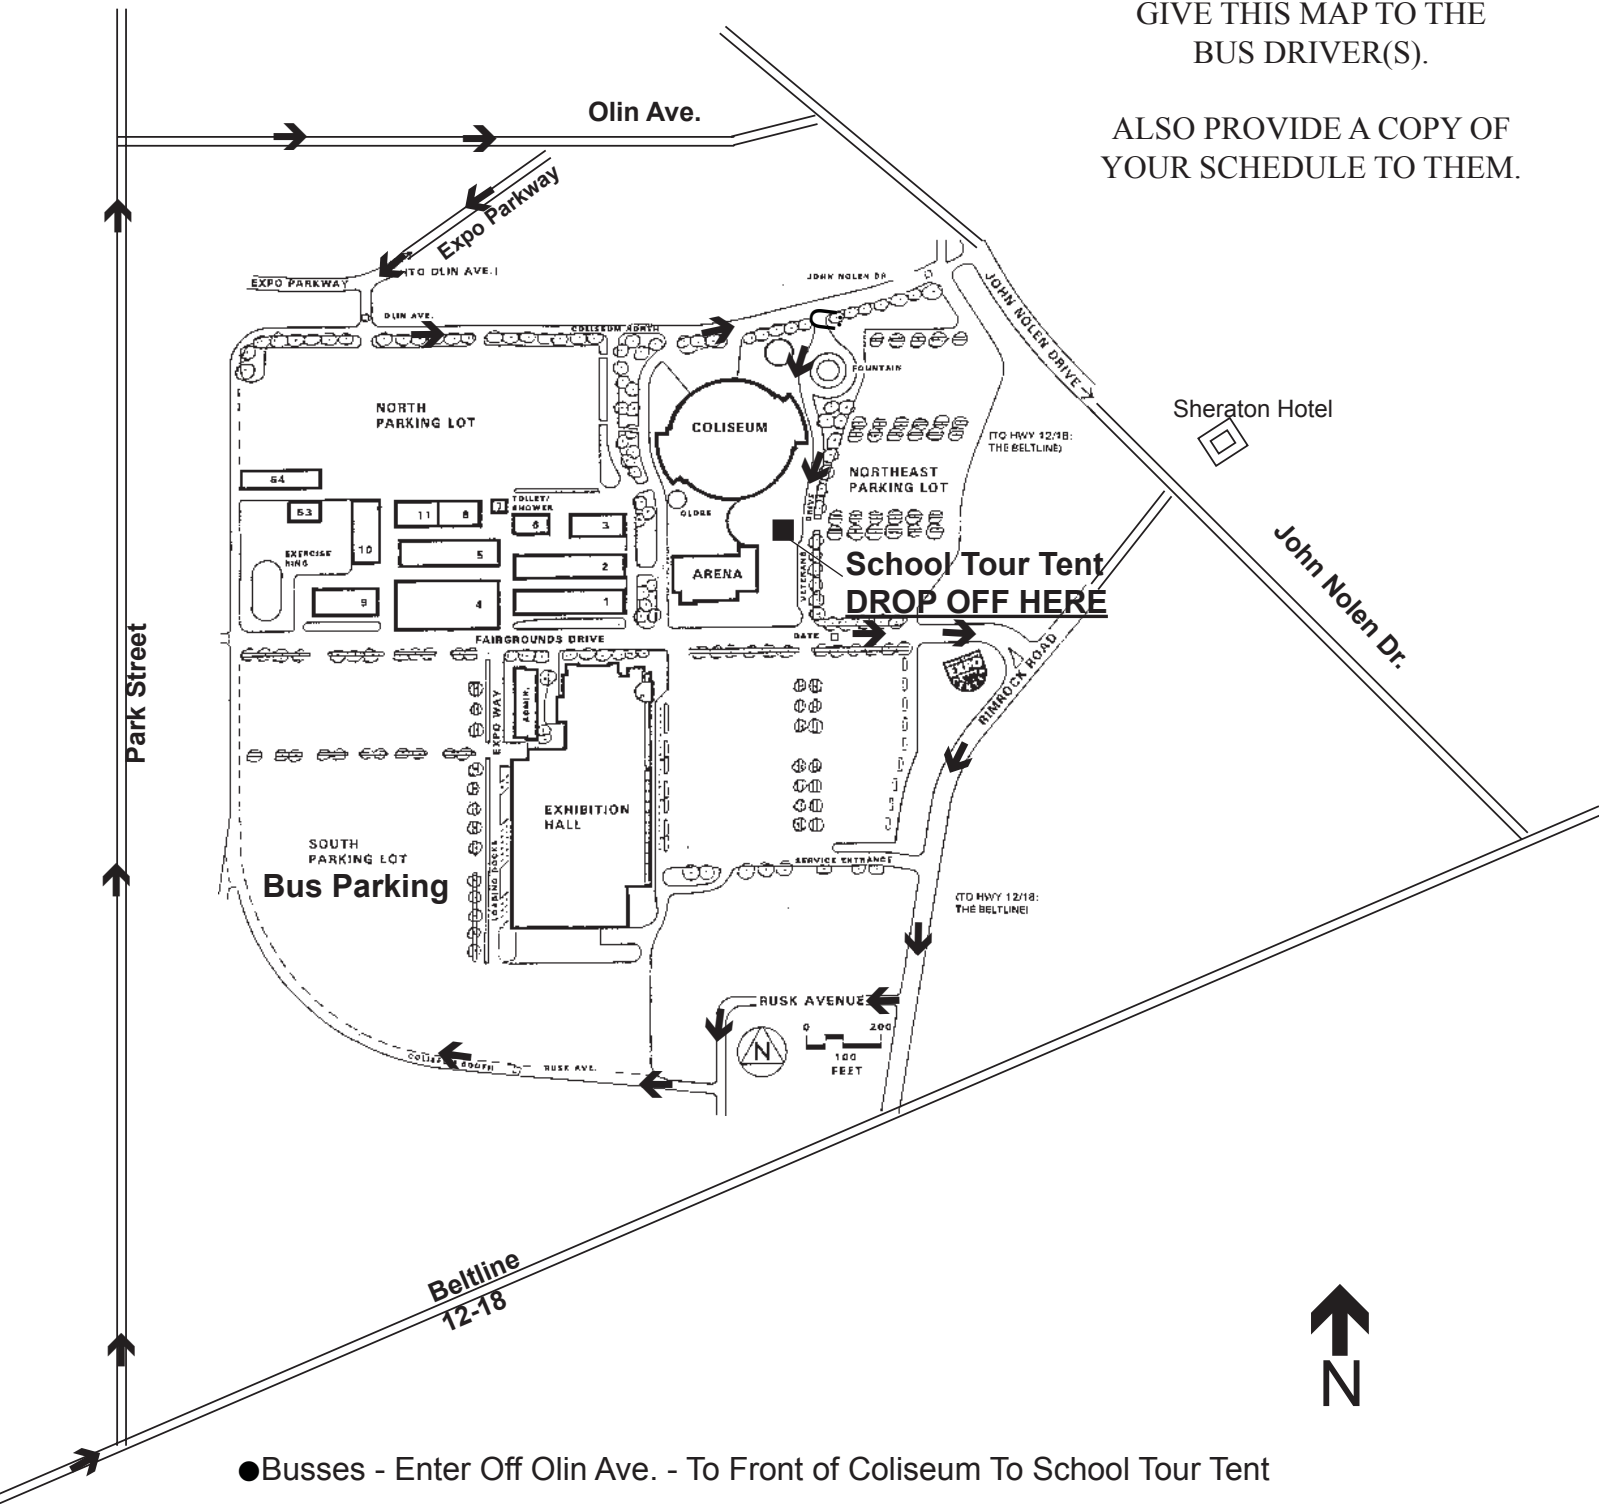 GIVE THIS MAP TO THE
BUS DRIVER(S).
ALSO PROVIDE A COPY OF
YOUR SCHEDULE TO THEM.
Olin Ave.
Expo Parkway
(TO OLIN AVE.)
EXPO PARKWAY
JOHN NOLEN DR
OLIN AVE.
COLISEUM NORTH
JOHN NOLEN DRIVE
FOUNTAIN
NORTH
PARKING LOT
COLISEUM
Sheraton Hotel
(TO HWY 12/18:
THE BELTLINE)
NORTHEAST
PARKING LOT
64
63
10
11
8
7
TOILET/
SHOWER
6
3
GLOBE
EXERCISE
RING
5
2
9
4
1
ARENA
VETERANS
DRIVE
School Tour Tent
DROP OFF HERE
John Nolen Dr.
FAIRGROUNDS DRIVE
GATE
RIMROCK ROAD
Park Street
ADMIN.
EXPO WAY
EXHIBITION
HALL
SOUTH
PARKING LOT
Bus Parking
LOADING DOCKS
SERVICE ENTRANCE
(TO HWY 12/18:
THE BELTLINE)
RUSK AVENUE
N
0
200
100
FEET
COLISEUM SOUTH
RUSK AVE.
Beltline
12-18
N
Busses - Enter Off Olin Ave. - To Front of Coliseum To School Tour Tent